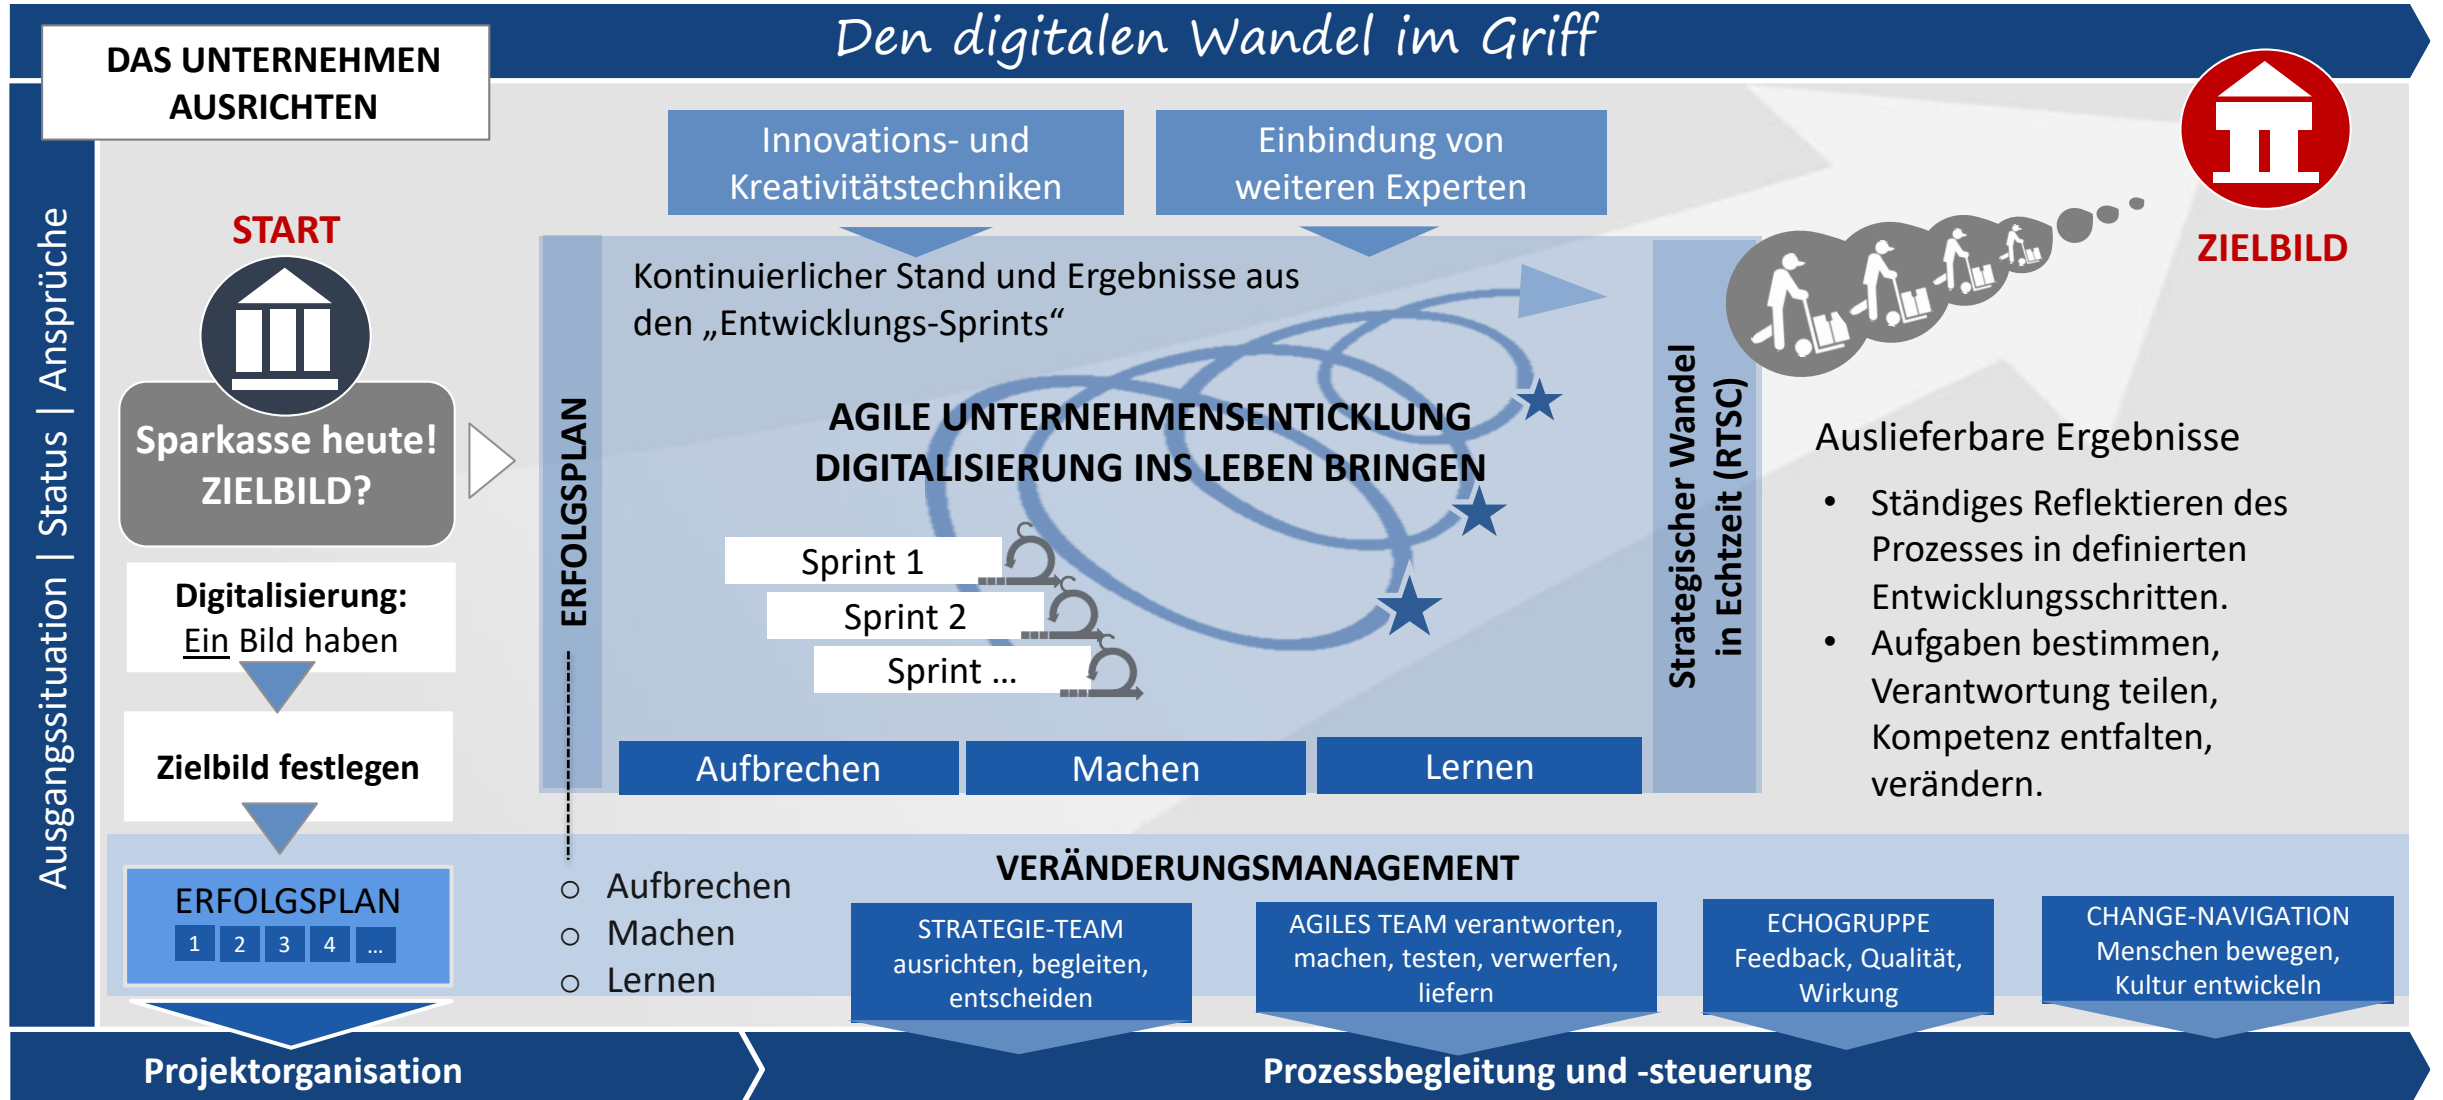 Den digitalen Wandel im Griff
DAS UNTERNEHMEN
AUSRICHTEN
Ausgangssituation | Status | Ansprüche
START
Sparkasse heute!
ZIELBILD?
Digitalisierung:
Ein Bild haben
Zielbild festlegen
ERFOLGSPLAN
1 2 3 4 ...
Innovations- und
Kreativitätstechniken
Einbindung von
weiteren Experten
ERFOLGSPLAN
Kontinuierlicher Stand und Ergebnisse aus
den „Entwicklungs-Sprints“
AGILE UNTERNEHMENSENTICKLUNG
DIGITALISIERUNG INS LEBEN BRINGEN
Sprint 1
Sprint 2
Sprint ...
Aufbrechen
Machen
Lernen
Strategischer Wandel
in Echtzeit (RTSC)
ZIELBILD
Auslieferbare Ergebnisse
• Ständiges Reflektieren des
Prozesses in definierten
Entwicklungsschritten.
• Aufgaben bestimmen,
Verantwortung teilen,
Kompetenz entfalten,
verändern.
○ Aufbrechen
○ Machen
○ Lernen
VERÄNDERUNGSMANAGEMENT
STRATEGIE-TEAM
ausrichten, begleiten,
entscheiden
AGILES TEAM verantworten,
machen, testen, verwerfen,
liefern
ECHOGRUPPE
Feedback, Qualität,
Wirkung
CHANGE-NAVIGATION
Menschen bewegen,
Kultur entwickeln
Projektorganisation
Prozessbegleitung und -steuerung